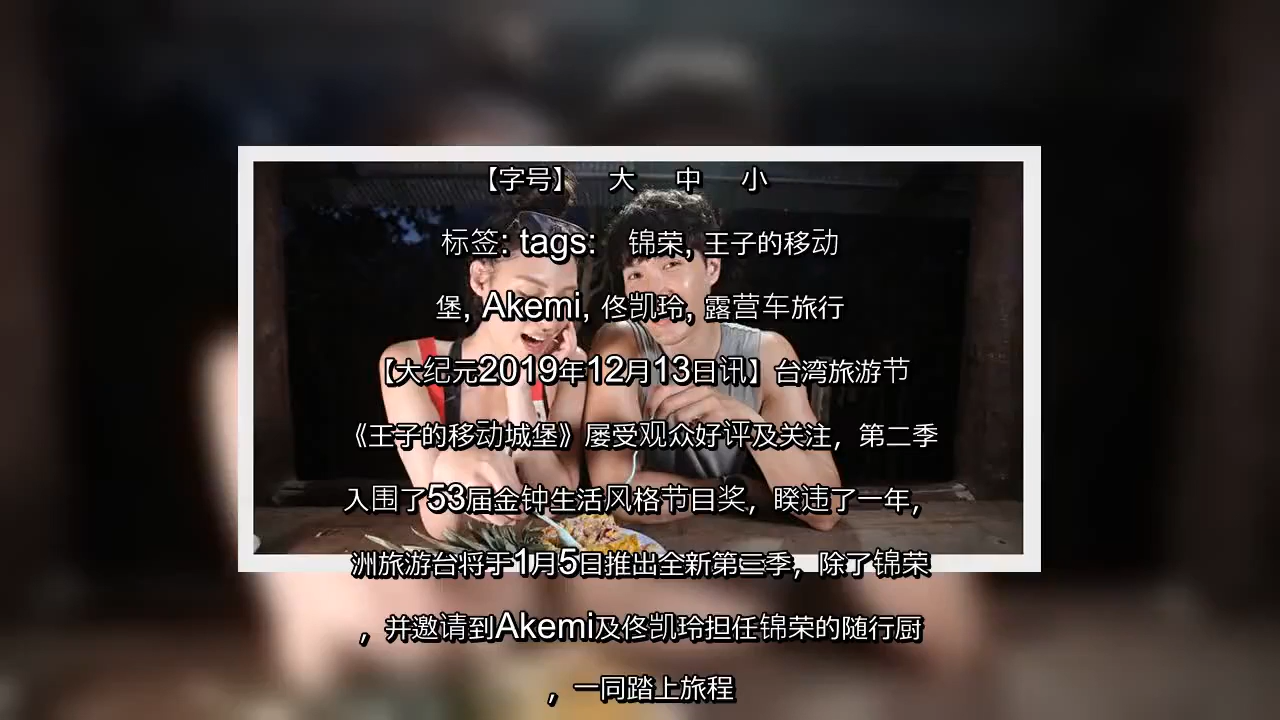 【字号】 大 中 小
标签: tags: 锦荣, 王子的移动
堡, Akemi, 佟凯玲, 露营车旅行
【大纪元2019年12月13日讯】台湾旅游节
《王子的移动城堡》屡受观众好评及关注，第二季
入围了53届金钟生活风格节目奖，睽违了一年，
洲旅游台将于1月5日推出全新第三季，除了锦荣
，并邀请到Akemi及佟凯玲担任锦荣的随行厨
，一同踏上旅程